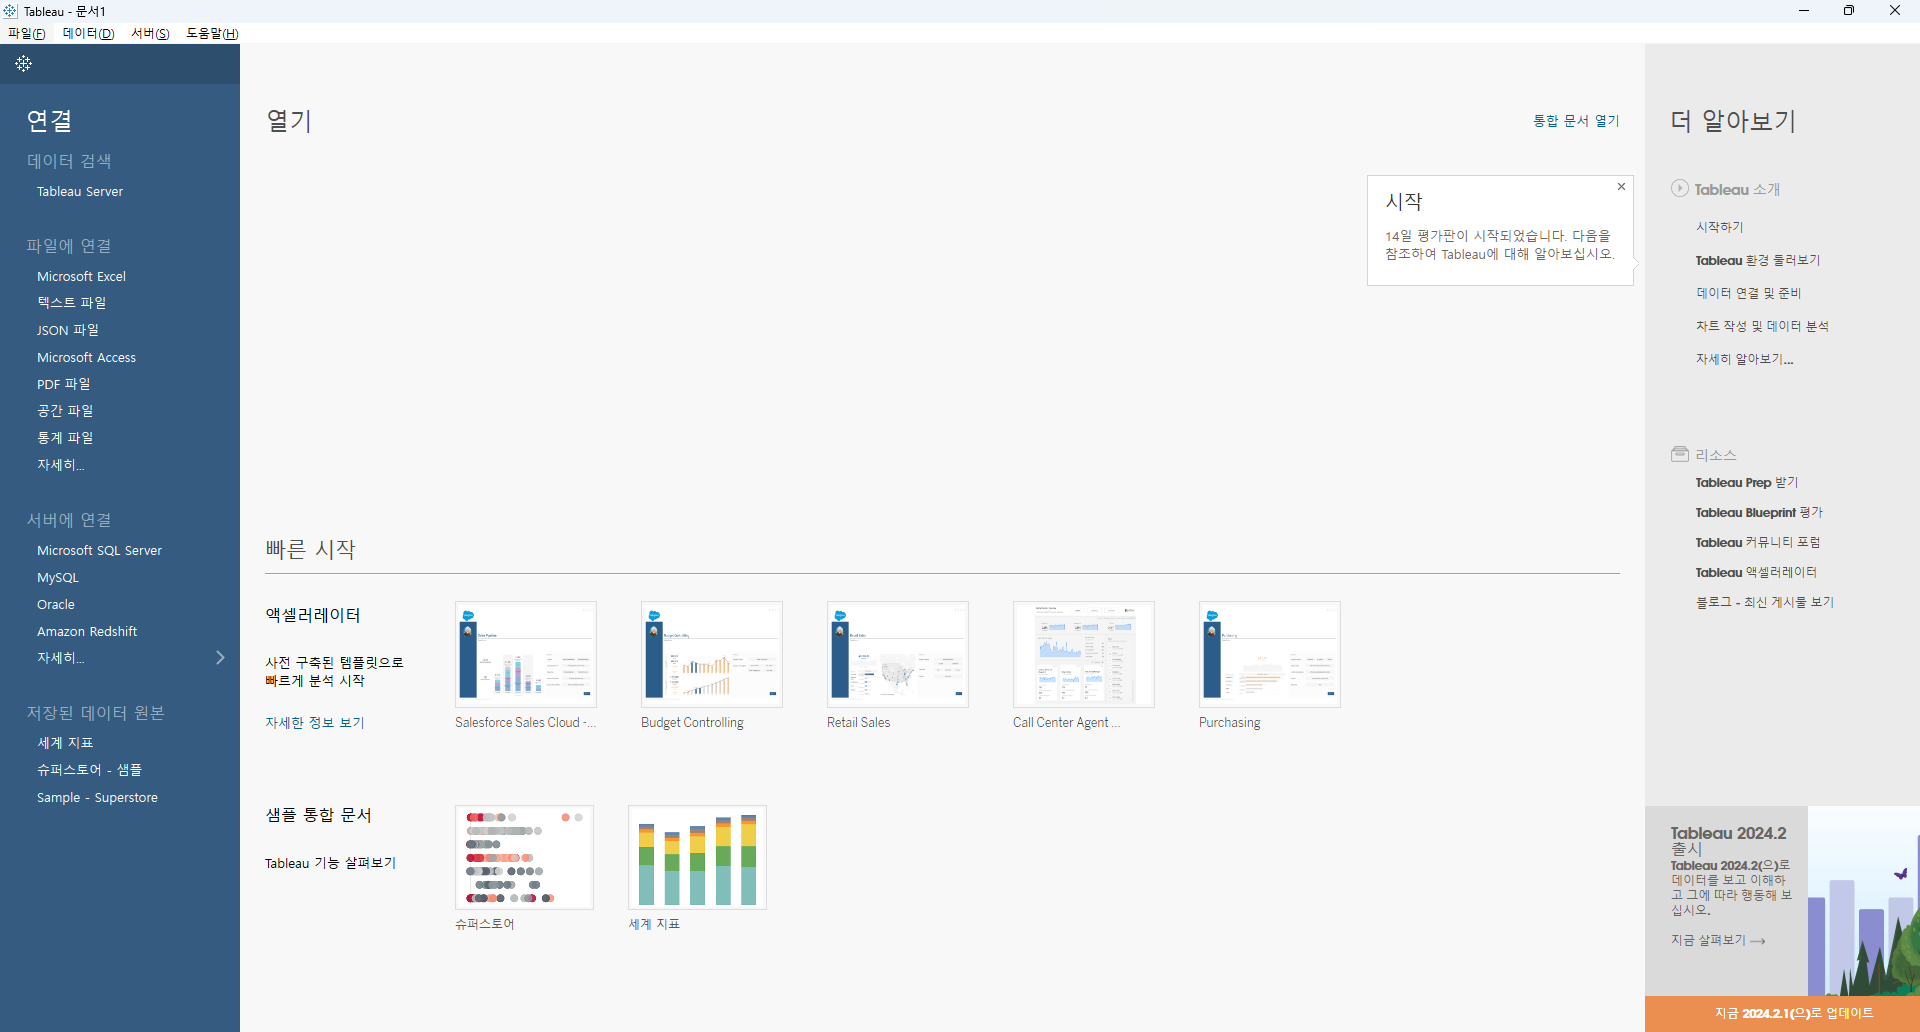 Tableau - 문서1
파일(F) 데이터(D) 서버(S) 도움말(H)
연결
데이터 검색
Tableau Server
파일에 연결
Microsoft Excel
텍스트 파일
JSON 파일
Microsoft Access
PDF 파일
공간 파일
통계 파일
자세히...
서버에 연결
Microsoft SQL Server
MySQL
Oracle
Amazon Redshift
자세히...
저장된 데이터 원본
세계 지표
슈퍼스토어 - 샘플
Sample - Superstore
열기
통합 문서 열기
시작
14일 평가판이 시작되었습니다. 다음을
참조하여 Tableau에 대해 알아보십시오.
빠른 시작
액셀러레이터
사전 구축된 템플릿으로
빠르게 분석 시작
자세한 정보 보기
Salesforce Sales Cloud -...
Budget Controlling
Retail Sales
Call Center Agent ...
Purchasing
샘플 통합 문서
Tableau 기능 살펴보기
슈퍼스토어
세계 지표
더 알아보기
Tableau 소개
시작하기
Tableau 환경 둘러보기
데이터 연결 및 준비
차트 작성 및 데이터 분석
자세히 알아보기...
리소스
Tableau Prep 받기
Tableau Blueprint 평가
Tableau 커뮤니티 포럼
Tableau 액셀러레이터
블로그 - 최신 게시물 보기
Tableau 2024.2
출시
Tableau 2024.2(으)로
데이터를 보고 이해하
고 그에 따라 행동해 보
십시오.
지금 살펴보기 →
지금 2024.2.1(으)로 업데이트